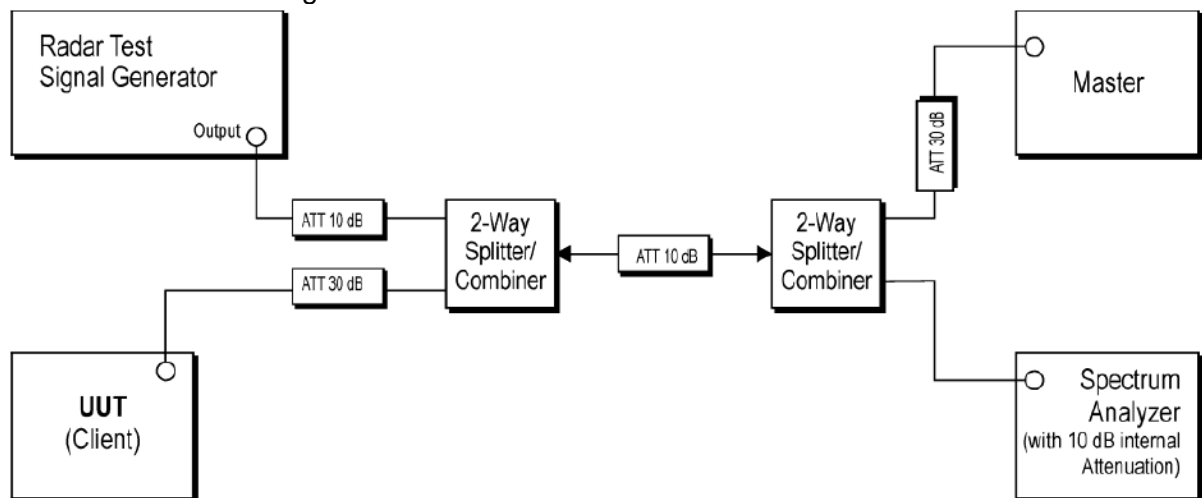 Radar Test
Signal Generator
Output
ATT 10 dB
ATT 30 dB
2-Way
Splitter/
Combiner
ATT 10 dB
2-Way
Splitter/
Combiner
ATT 30 dB
Master
UUT
(Client)
Spectrum
Analyzer
(with 10 dB internal
Attenuation)